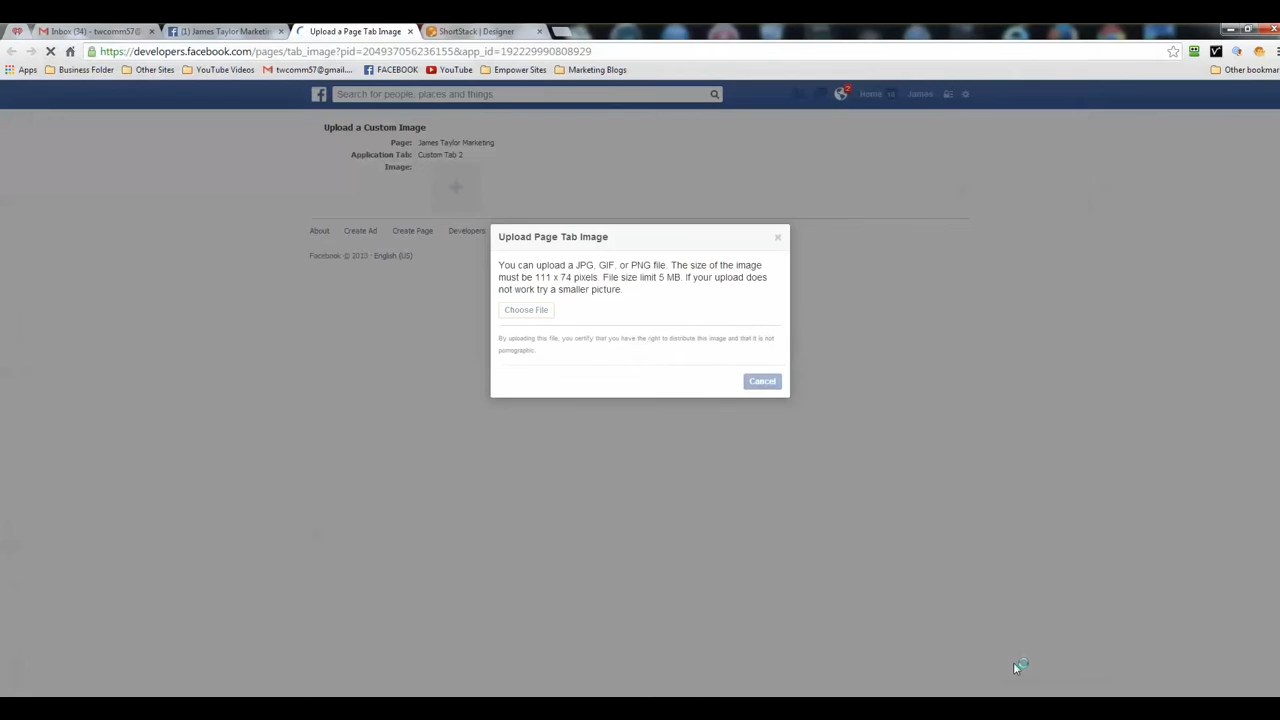 Inbox (34) - twcomm57@
(1) James Taylor Marketin
Upload a Page Tab Image
ShortStack | Designer
https://developers.facebook.com/pages/tab_image?pid=204937056236155&app_id=192229990808929
Apps
Business Folder
Other Sites
YouTube Videos
twcomm57@gmail....
FACEBOOK
YouTube
Empower Sites
Marketing Blogs
Other bookmar
Search for people, places and things
2
Home 10
James
Upload a Custom Image
Page: James Taylor Marketing
Application Tab: Custom Tab 2
Image:
About Create Ad Create Page Developers
Facebook © 2013 · English (US)
Upload Page Tab Image
You can upload a JPG, GIF, or PNG file. The size of the image
must be 111 x 74 pixels. File size limit 5 MB. If your upload does
not work try a smaller picture.
Choose File
By uploading this file, you certify that you have the right to distribute this image and that it is not
pornographic.
Cancel